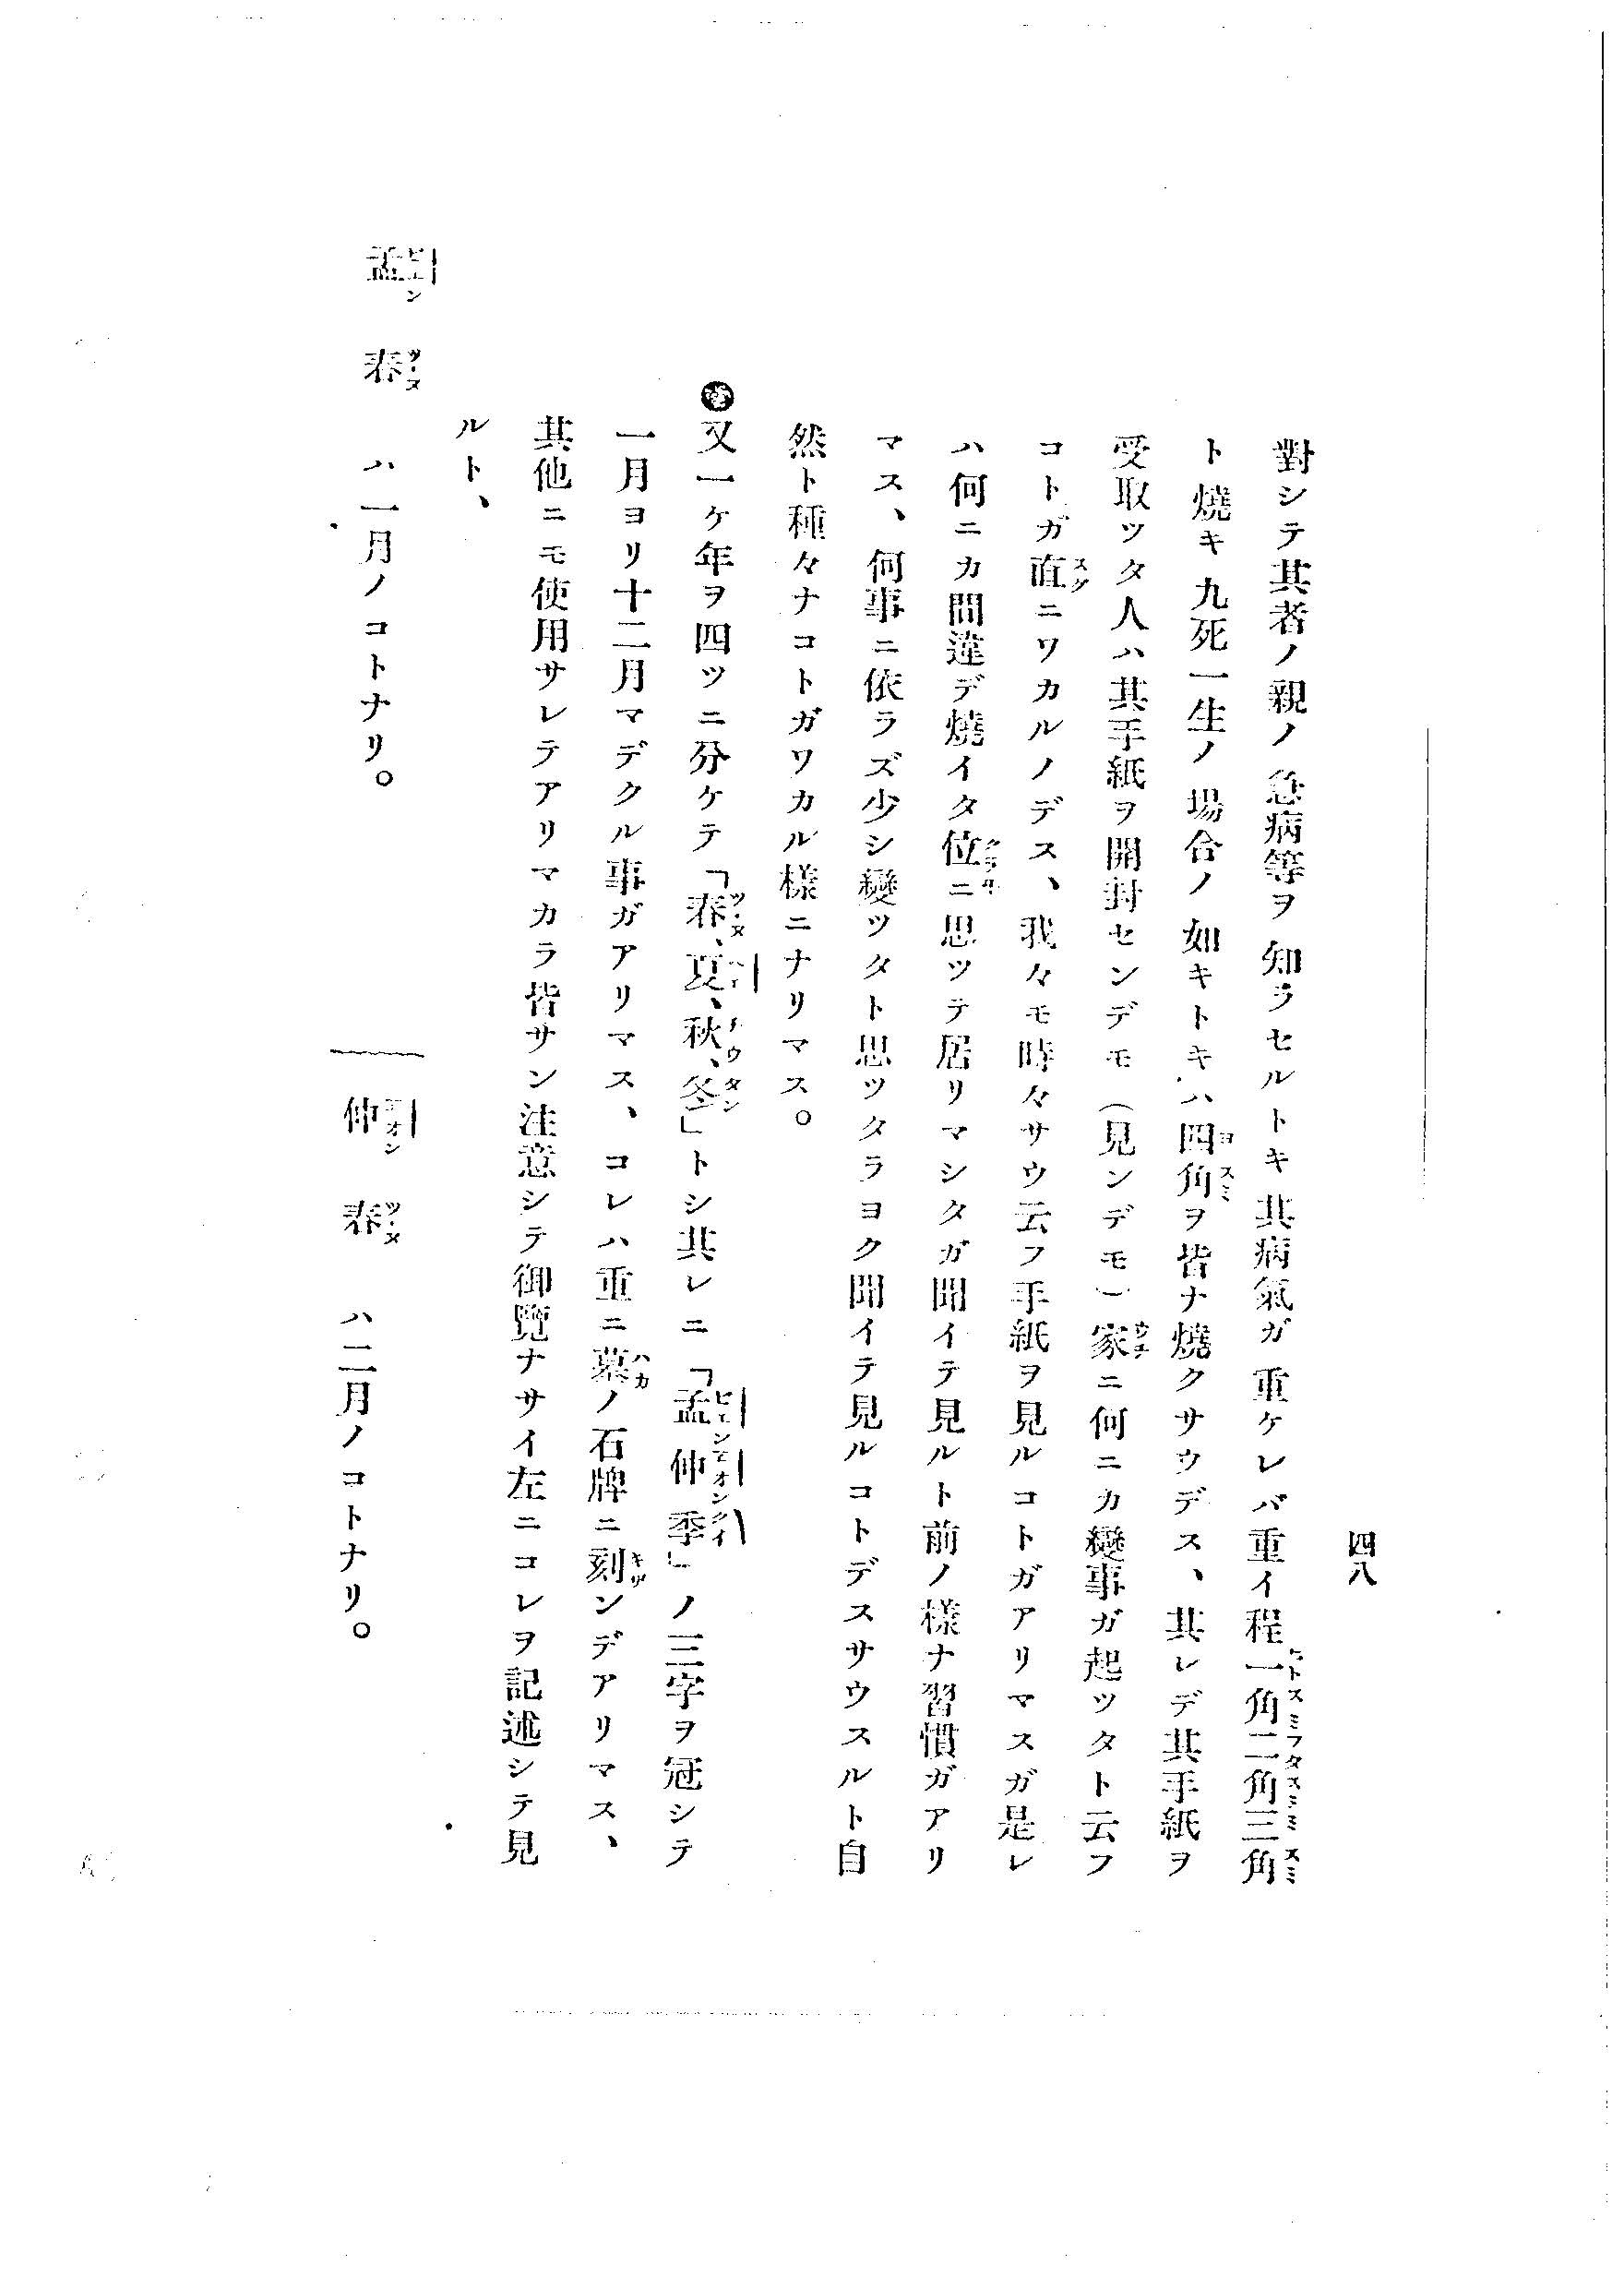 四八
對シテ其者ノ親ノ急病等ヲ知ラセルトキ其病氣ガ重ケレバ重イ程一角二角三角
ト燒キ九死一生ノ場合ノ如キトキハ四角ヲ皆ナ燒クサウデス、其レデ其手紙ヲ
受取ツタ人ハ其手紙ヲ開封センデモ(見ンデモ)家ニ何ニカ變事ガ起ツタト云フ
コトガ直ニワカルノデス、我々モ時々サウ云フ手紙ヲ見ルコトガアリマスガ是レ
ハ何ニカ間違デ燒イタ位ニ思ツテ居リマシタガ聞イテ見ルト前ノ樣ナ習慣ガアリ
マス、何事ニ依ラズ少シ變ツタト思ツタラヨク聞イテ見ルコトデスサウスルト自
然ト種々ナコトガワカル樣ニナリマス。
又一ケ年ヲ四ツニ分ケテ「春、夏、秋、冬」トシ其レニ「孟仲季」ノ三字ヲ冠シテ
一月ヨリ十二月マデクル事ガアリマス、コレハ重ニ墓ノ石牌ニ刻ンデアリマス、
其他ニモ使用サレテアリマカラ皆サン注意シテ御覽ナサイ左ニコレヲ記述シテ見
ルト、
孟春 ハ一月ノコトナリ。
仲春 ハ二月ノコトナリ。